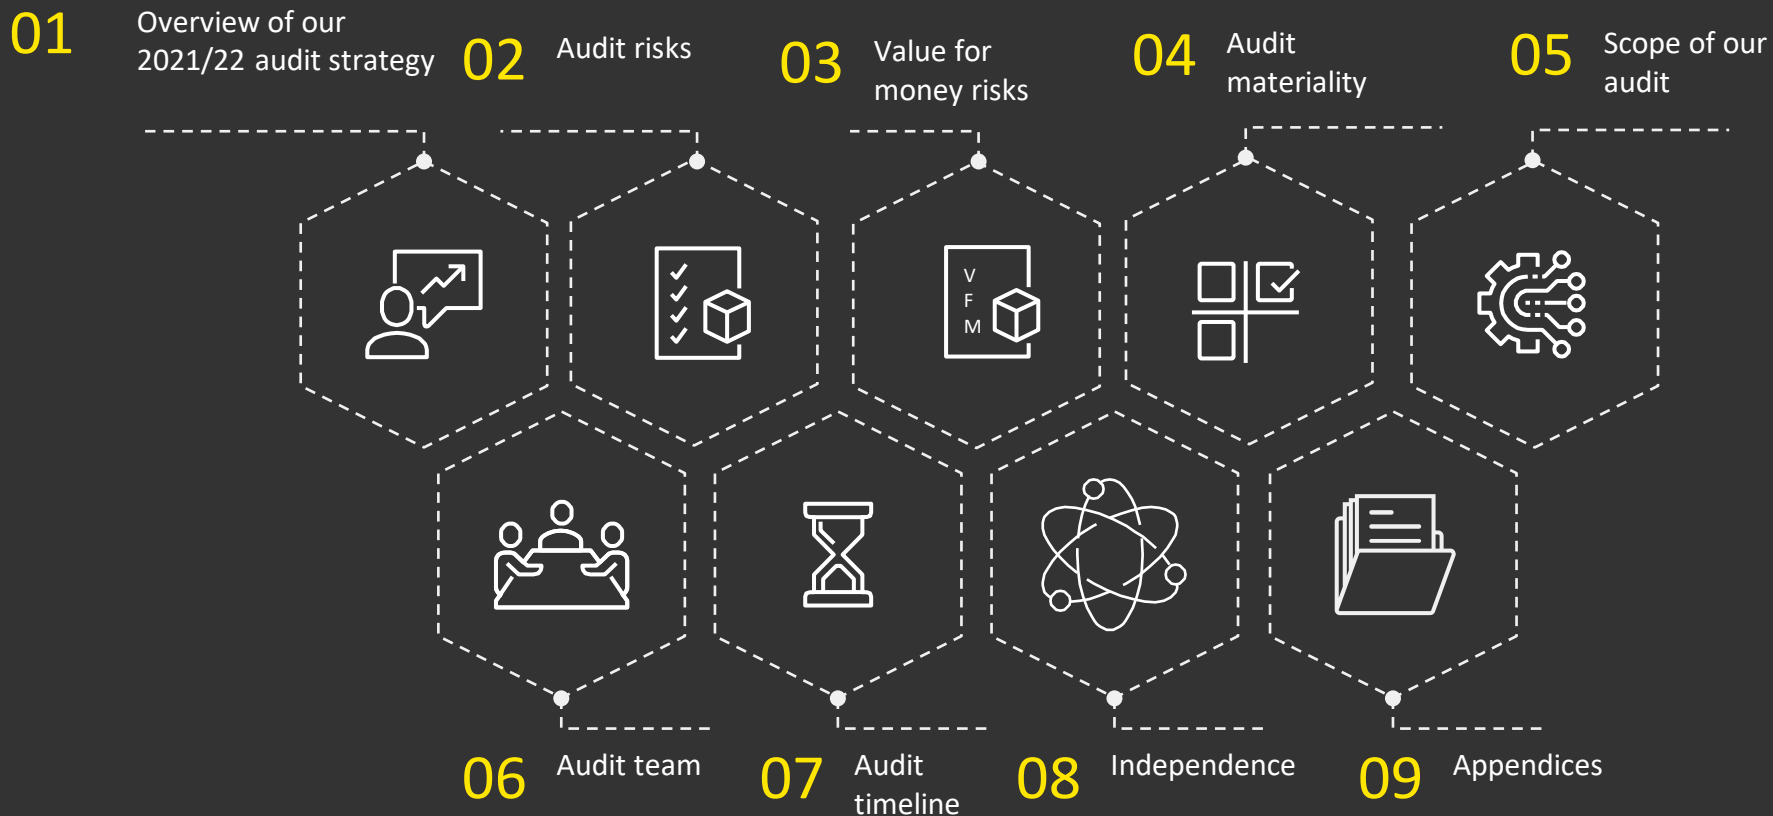 01
Overview of our
2021/22 audit strategy
02
Audit risks
03
Value for
money risks
04
Audit
materiality
05
Scope of our
audit
V
F
M
06
Audit team
07
Audit
timeline
08
Independence
09
Appendices